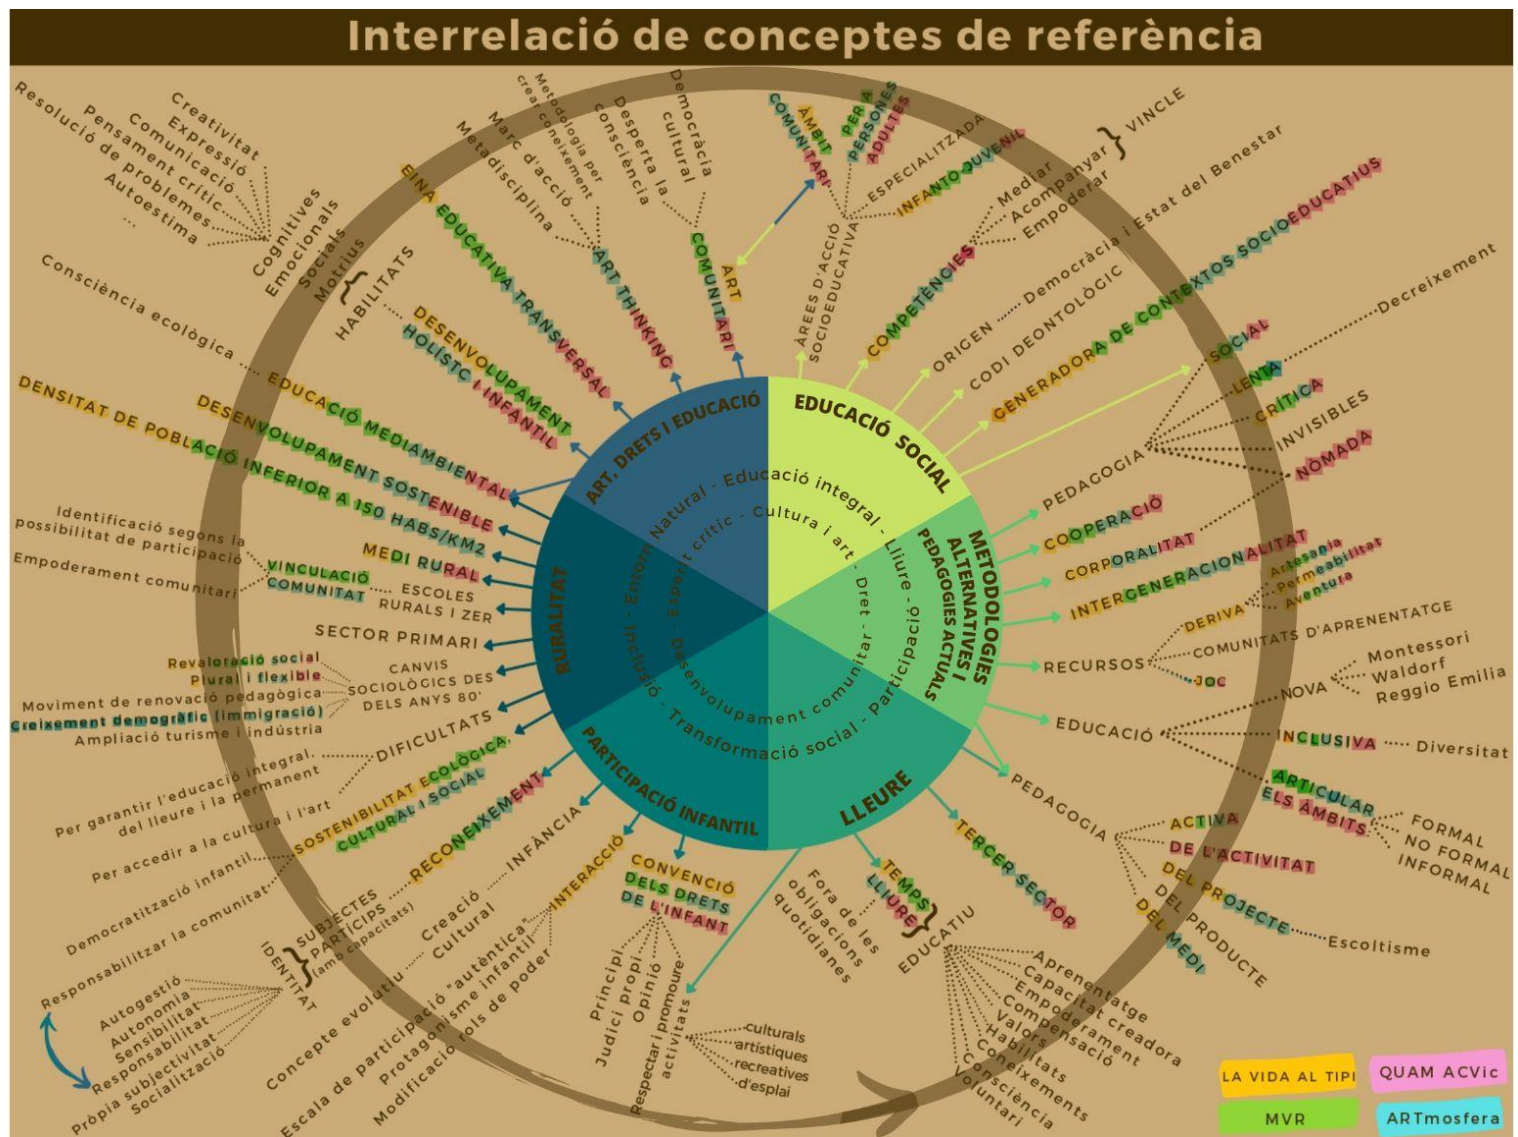 Interrelació de conceptes de referència
ART, DRETS I EDUCACIÓ
EDUCACIÓ SOCIAL
METODOLOGIES
ALTERNATIVES I
PEDAGOGIES ACTUALS
LLEURE
PARTICIPACIÓ INFANTIL
RURALITAT
Entorn Natural - Educació integral - Lliure - oció - Participació - Transformació social - Inclusió -
Esperit crític - Cultura i art - Dret - Desenvolupament comunitar
Creativitat
Expressió
Comunicació
Pensament crític
Resolució de problemes
Autoestima
...
Cognitives
Emocionals
Socials
Motrius
HABILITATS
DESENVOLUPAMENT
HOLÍSTC I INFANTIL
EINA EDUCATIVA TRANSVERSAL
Metadisciplina
Marc d'acció
Metodologia per
crear coneixement
ART THINKING
Desperta la
consciència
Democràcia
cultural
COMUNITARI
ART
ÀMBIT
COMUNITARI
PER A
PERSONES
ADULTES
ESPECIALITZADA
INFANTO-JUVENIL
ÀREES D'ACCIÓ
SOCIOEDUCATIVA
COMPETÈNCIES
Mediar
Acompanyar
Empoderar
VINCLE
ORIGEN
Democràcia i Estat del Benestar
CODI DEONTOLÒGIC
GENERADORA DE CONTEXTOS SOCIOEDUCATIUS
PEDAGOGIA
SOCIAL
LENTA
Decreixement
CRÍTICA
INVISIBLES
NÒMADA
COOPERACIÓ
CORPORALITAT
INTERGENERACIONALITAT
RECURSOS
DERIVA
Artesania
Permeabilitat
Aventura
COMUNITATS D'APRENENTATGE
JOC
EDUCACIÓ
NOVA
Montessori
Waldorf
Reggio Emilia
INCLUSIVA
Diversitat
ARTICULAR
ELS ÀMBITS
FORMAL
NO FORMAL
INFORMAL
PEDAGOGIA
ACTIVA
DE L'ACTIVITAT
DEL PROJECTE
Escoltisme
DEL PRODUCTE
DEL MEDI
TERCER SECTOR
TEMPS
LLIURE
Fora de les
obligacions
quotidianes
EDUCATIU
Aprenentatge
Capacitat creadora
Empoderament
Compensació
Valors
Habilitats
Coneixements
Consciència
Voluntari
CONVENCIÓ
DELS DRETS
DE L'INFANT
Principi
Judici propi
Opinió
Respectar i promoure
activitats
culturals
artístiques
recreatives
d'esplai
INTERACCIÓ
Escala de participació "autèntica"
Protagonisme infantil
Modificació rols de poder
INFÀNCIA
Creació
Cultural
Concepte evolutiu
RECONEIXEMENT
SUBJECTES
PARTÍCIPS
(amb capacitats)
IDENTITAT
Autogestió
Autonomia
Sensibilitat
Responsabilitat
Pròpia subjectivitat
Socialització
SOSTENIBILITAT ECOLÒGICA,
CULTURAL I SOCIAL
Democratització infantil
Responsabilitzar la comunitat
DIFICULTATS
Per garantir l'educació integral
del lleure i la permanent
Per accedir a la cultura i l'art
CANVIS
SOCIOLÒGICS DES
DELS ANYS 80'
Revaloració social
Plural i flexible
Moviment de renovació pedagògica
Creixement demogràfic (immigració)
Ampliació turisme i indústria
SECTOR PRIMARI
ESCOLES
RURALS I ZER
VINCULACIÓ
COMUNITAT
Identificació segons la
possibilitat de participació
Empoderament comunitari
MEDI RURAL
DENSITAT DE POBLACIÓ INFERIOR A 150 HABS/KM2
DESENVOLUPAMENT SOSTENIBLE
EDUCACIÓ MEDIAMBIENTAL
Consciència ecològica
LA VIDA AL TIPI
QUAM ACVic
MVR
ARTmosfera